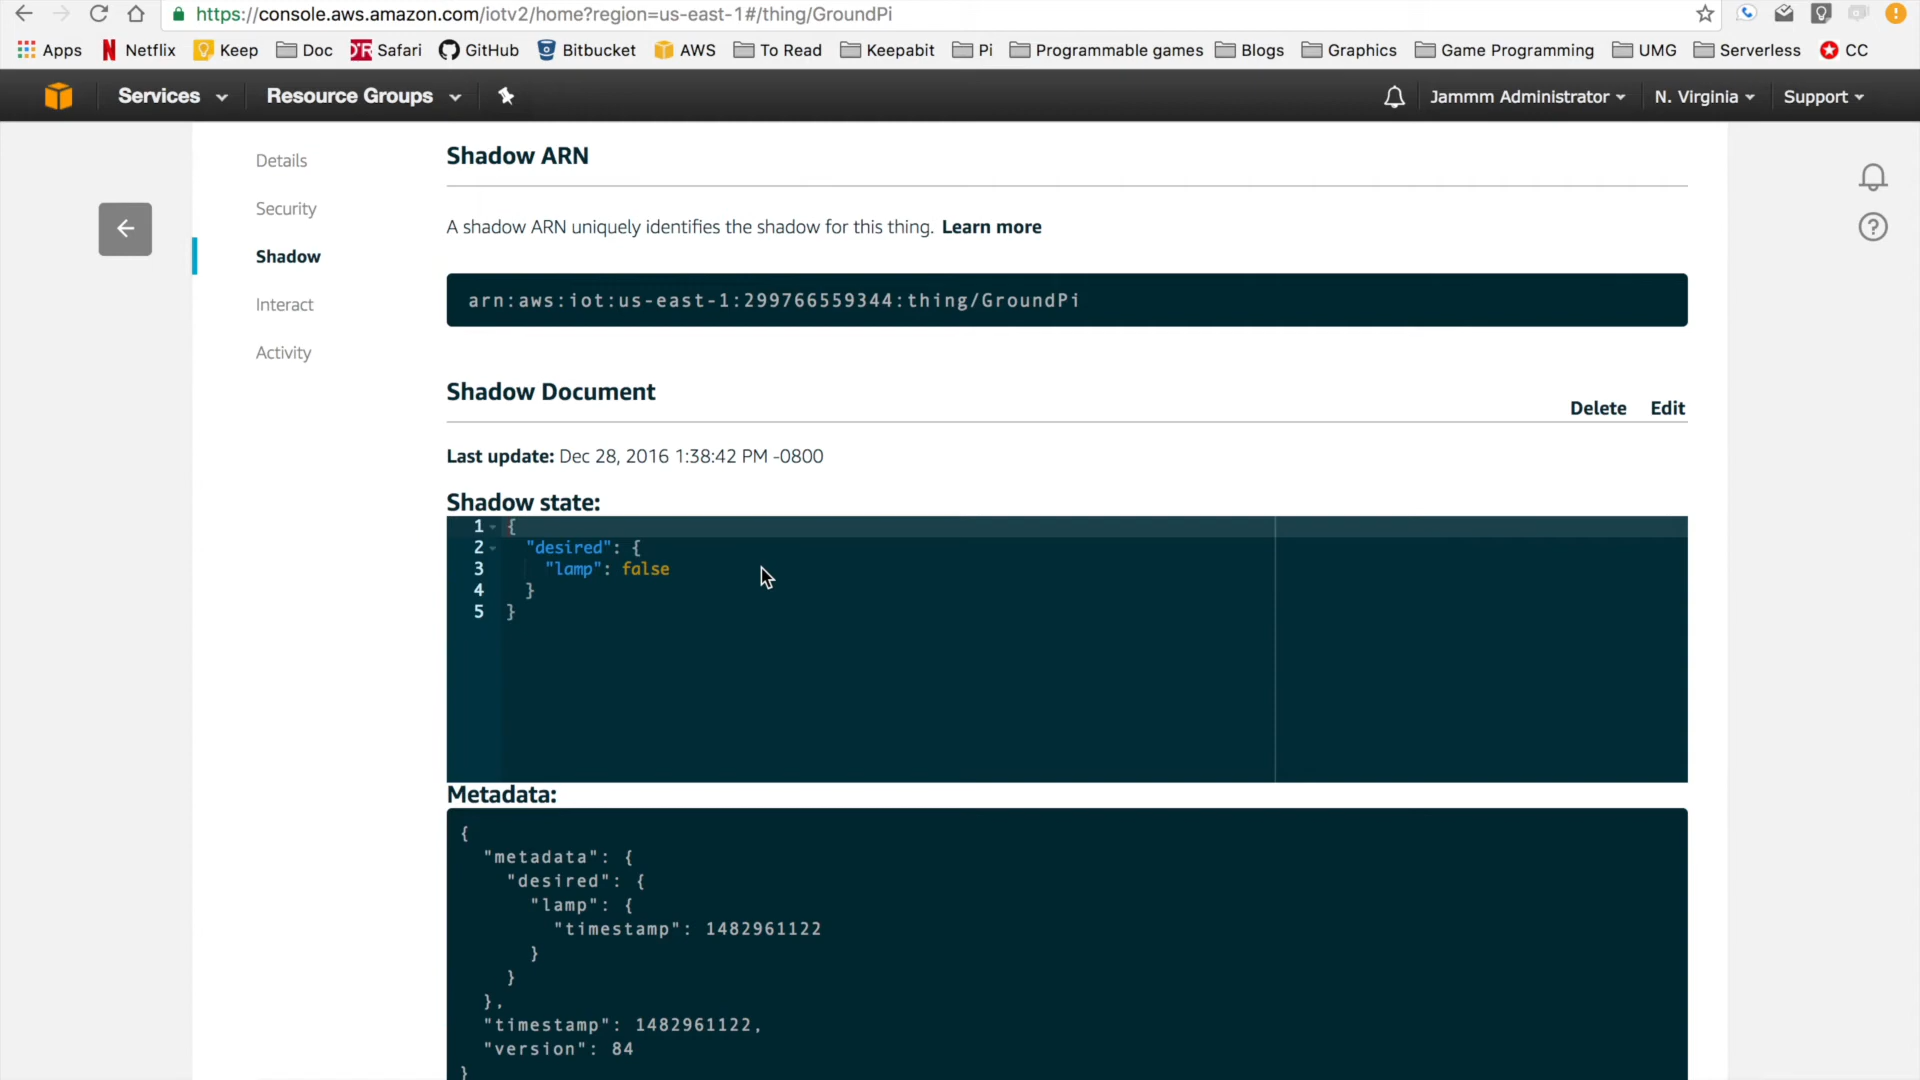 https://console.aws.amazon.com/iotv2/home?region=us-east-1#/thing/GroundPi
Apps Netflix Keep Doc Safari GitHub Bitbucket AWS To Read Keepabit Pi Programmable games Blogs Graphics Game Programming UMG Serverless CC
Services Resource Groups Jammm Administrator N. Virginia Support
Details
Security
Shadow
Interact
Activity
Shadow ARN
A shadow ARN uniquely identifies the shadow for this thing. Learn more
arn:aws:iot:us-east-1:299766559344:thing/GroundPi
Shadow Document
Delete Edit
Last update: Dec 28, 2016 1:38:42 PM -0800
Shadow state:
1 {
2 "desired": {
3 "lamp": false
4 }
5 }
Metadata:
{
"metadata": {
"desired": {
"lamp": {
"timestamp": 1482961122
}
}
},
"timestamp": 1482961122,
"version": 84
}